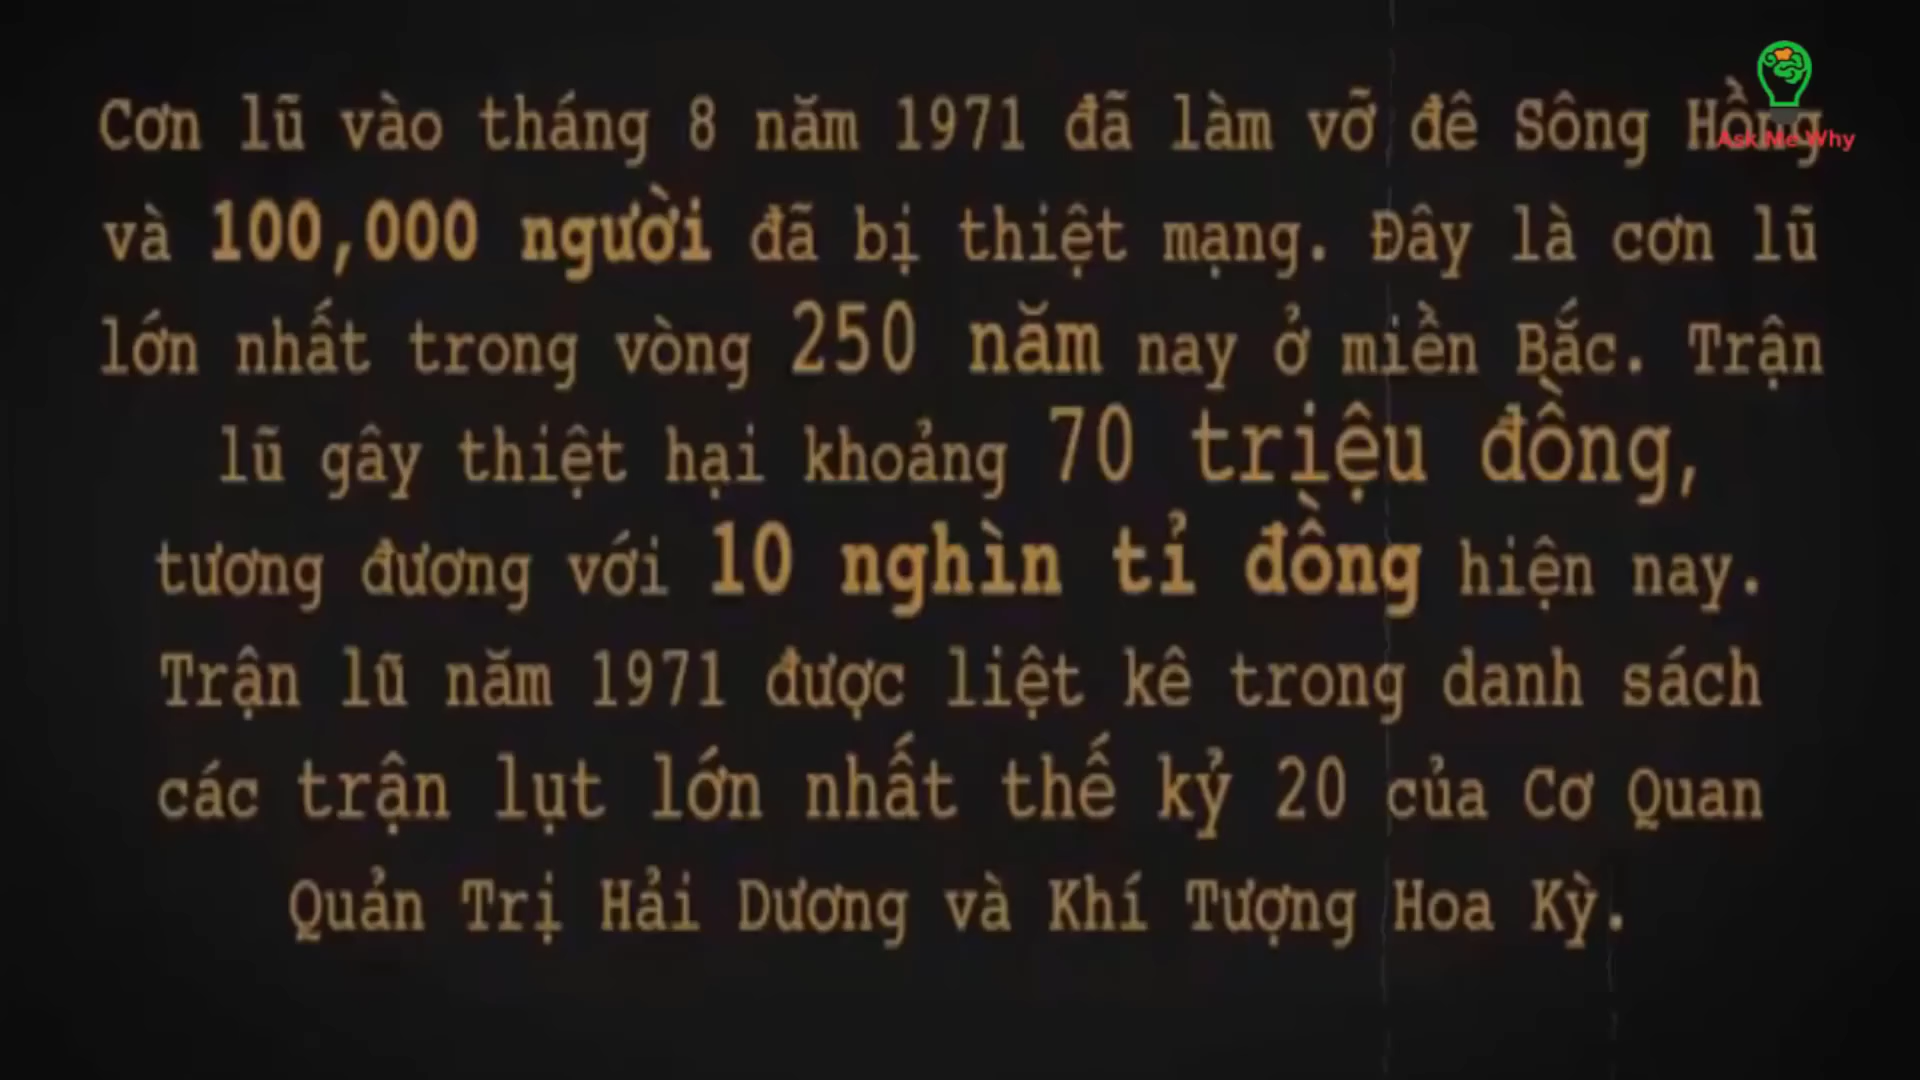 Ask Me Why
Cơn lũ vào tháng 8 năm 1971 đã làm vỡ đê Sông Hồng
và 100,000 người đã bị thiệt mạng. Đây là cơn lũ
lớn nhất trong vòng 250 năm nay ở miền Bắc. Trận
lũ gây thiệt hại khoảng 70 triệu đồng,
tương đương với 10 nghìn tỉ đồng hiện nay.
Trận lũ năm 1971 được liệt kê trong danh sách
các trận lụt lớn nhất thế kỷ 20 của Cơ Quan
Quản Trị Hải Dương và Khí Tượng Hoa Kỳ.